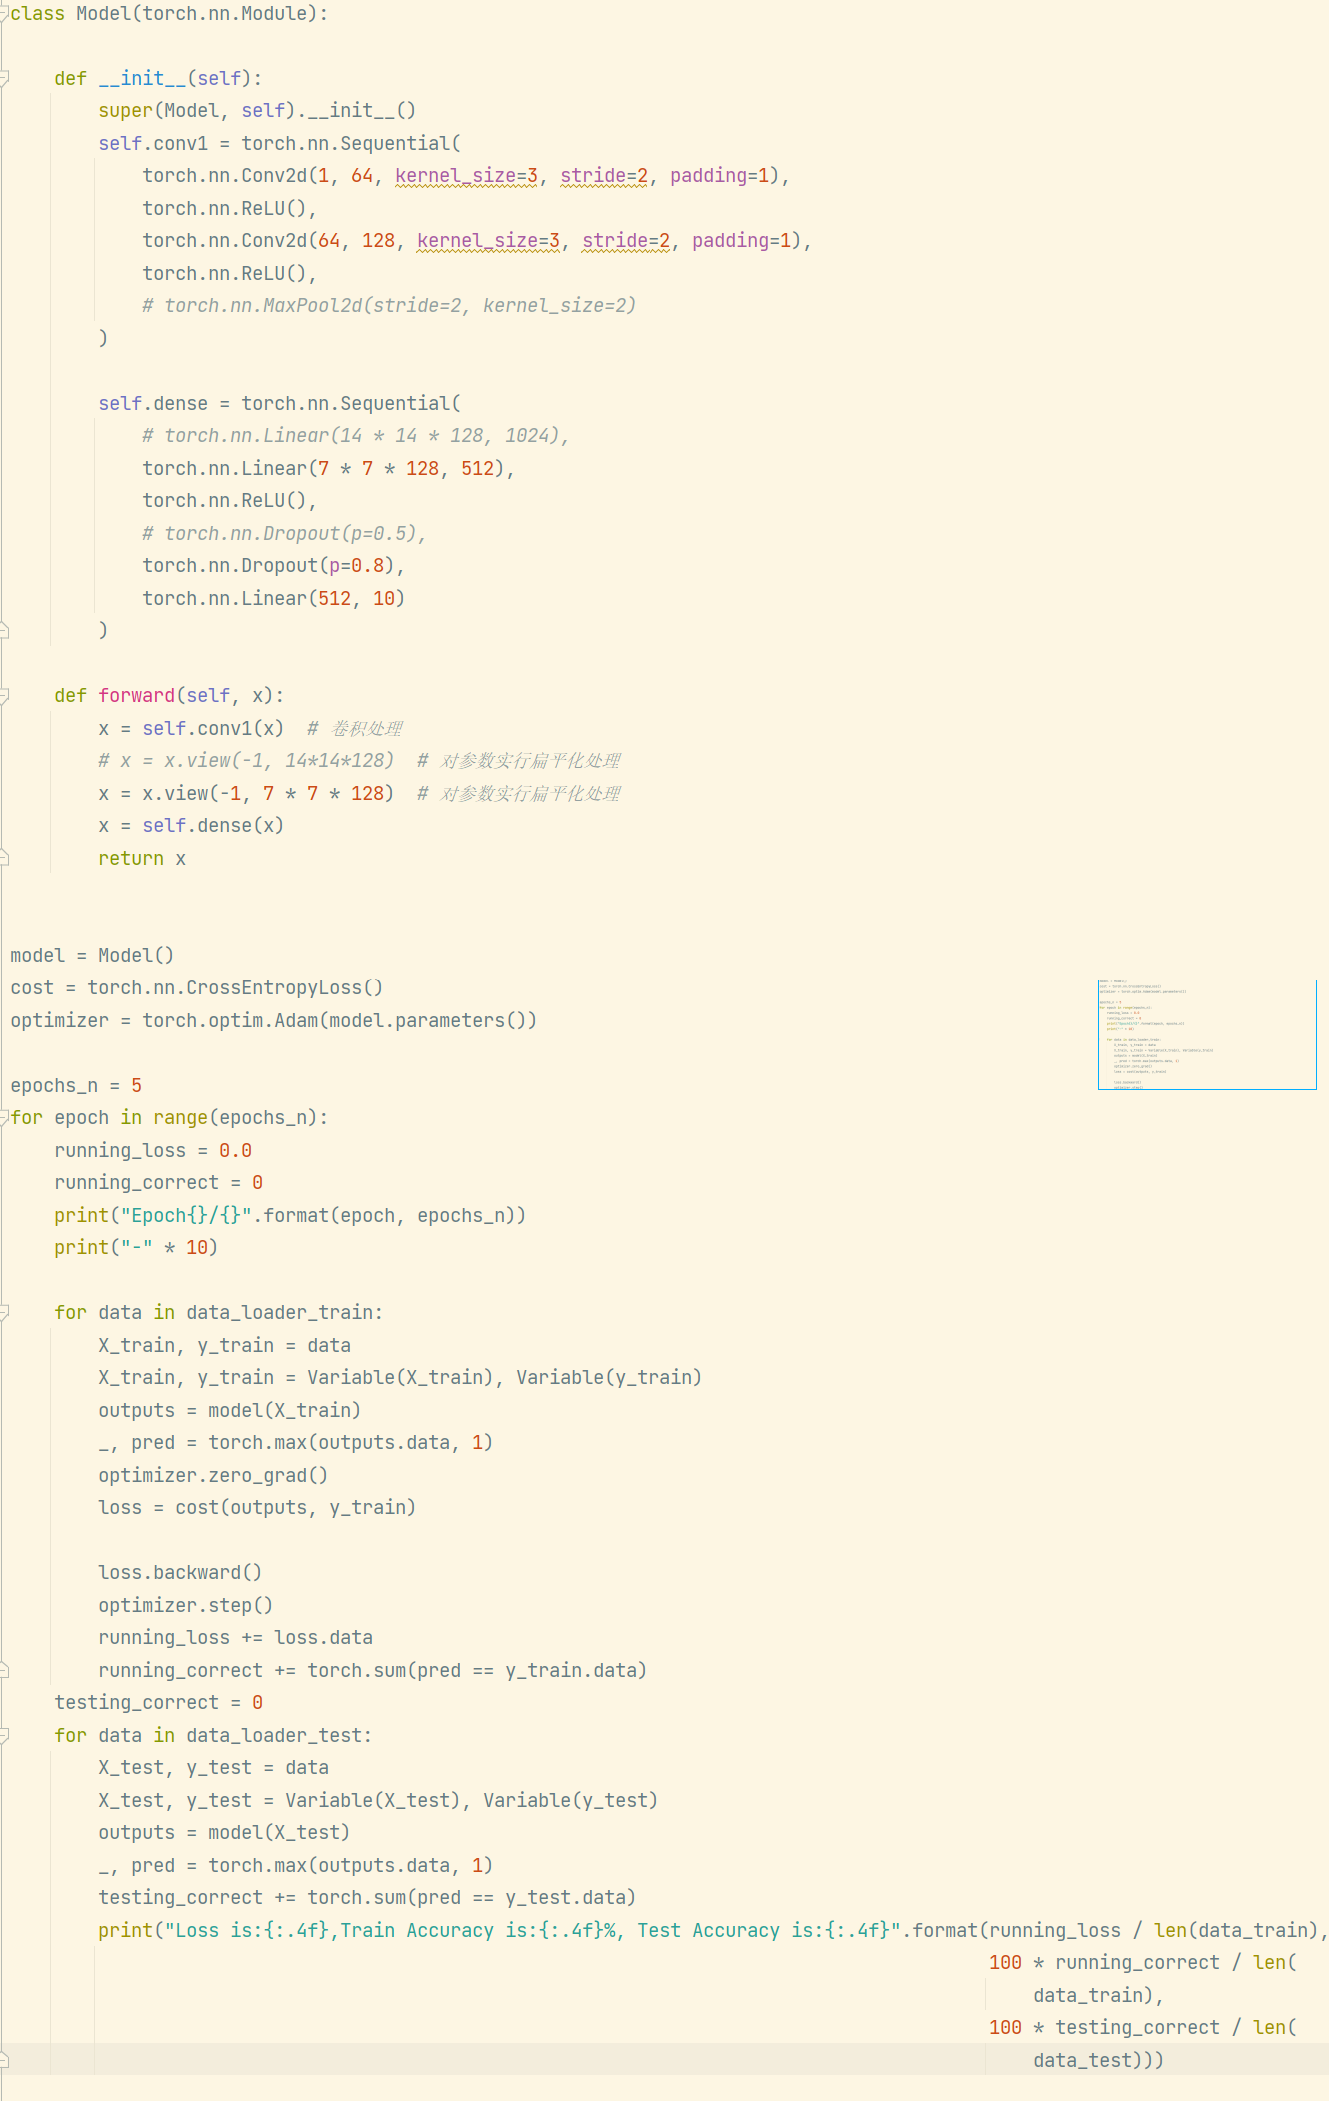 class Model(torch.nn.Module):
    def __init__(self):
        super(Model, self).__init__()
        self.conv1 = torch.nn.Sequential(
            torch.nn.Conv2d(1, 64, kernel_size=3, stride=2, padding=1),
            torch.nn.ReLU(),
            torch.nn.Conv2d(64, 128, kernel_size=3, stride=2, padding=1),
            torch.nn.ReLU(),
            # torch.nn.MaxPool2d(stride=2, kernel_size=2)
        )
        self.dense = torch.nn.Sequential(
            # torch.nn.Linear(14 * 14 * 128, 1024),
            torch.nn.Linear(7 * 7 * 128, 512),
            torch.nn.ReLU(),
            # torch.nn.Dropout(p=0.5),
            torch.nn.Dropout(p=0.8),
            torch.nn.Linear(512, 10)
        )
    def forward(self, x):
        x = self.conv1(x)  # 卷积处理
        # x = x.view(-1, 14*14*128)  # 对参数实行扁平化处理
        x = x.view(-1, 7 * 7 * 128)  # 对参数实行扁平化处理
        x = self.dense(x)
        return x
model = Model()
cost = torch.nn.CrossEntropyLoss()
optimizer = torch.optim.Adam(model.parameters())
epochs_n = 5
for epoch in range(epochs_n):
    running_loss = 0.0
    running_correct = 0
    print("Epoch{}/{}".format(epoch, epochs_n))
    print("-" * 10)
    for data in data_loader_train:
        X_train, y_train = data
        X_train, y_train = Variable(X_train), Variable(y_train)
        outputs = model(X_train)
        _, pred = torch.max(outputs.data, 1)
        optimizer.zero_grad()
        loss = cost(outputs, y_train)
        loss.backward()
        optimizer.step()
        running_loss += loss.data
        running_correct += torch.sum(pred == y_train.data)
    testing_correct = 0
    for data in data_loader_test:
        X_test, y_test = data
        X_test, y_test = Variable(X_test), Variable(y_test)
        outputs = model(X_test)
        _, pred = torch.max(outputs.data, 1)
        testing_correct += torch.sum(pred == y_test.data)
        print("Loss is:{:.4f},Train Accuracy is:{:.4f}%, Test Accuracy is:{:.4f}".format(running_loss / len(data_train),
100 * running_correct / len(
data_train),
100 * testing_correct / len(
data_test)))